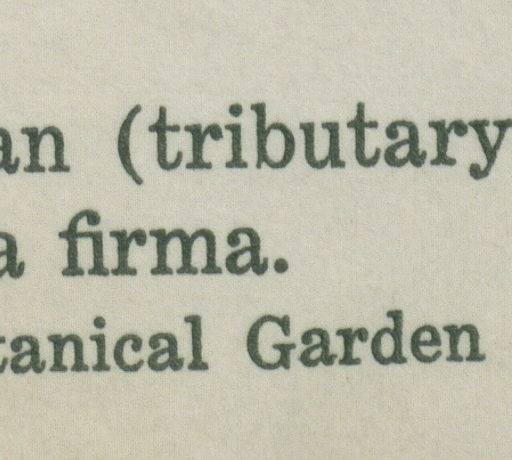 an (tributary
a firma.
tanical Garden